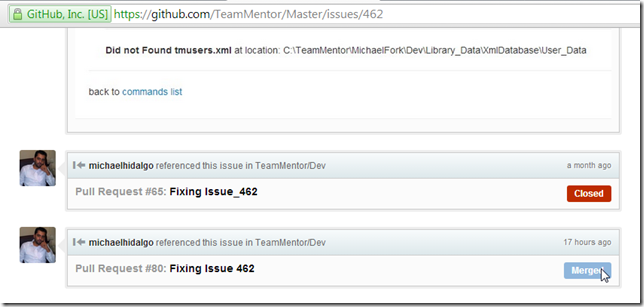 GitHub, Inc. [US] https://github.com/TeamMentor/Master/issues/462
Did not Found tmusers.xml at location: C:\TeamMentor\MichaelFork\Dev\Library_Data\XmlDatabase\User_Data
back to commands list
michaelhidalgo referenced this issue in TeamMentor/Dev a month ago
Pull Request #65: Fixing Issue_462 Closed
michaelhidalgo referenced this issue in TeamMentor/Dev 17 hours ago
Pull Request #80: Fixing Issue 462 Merged